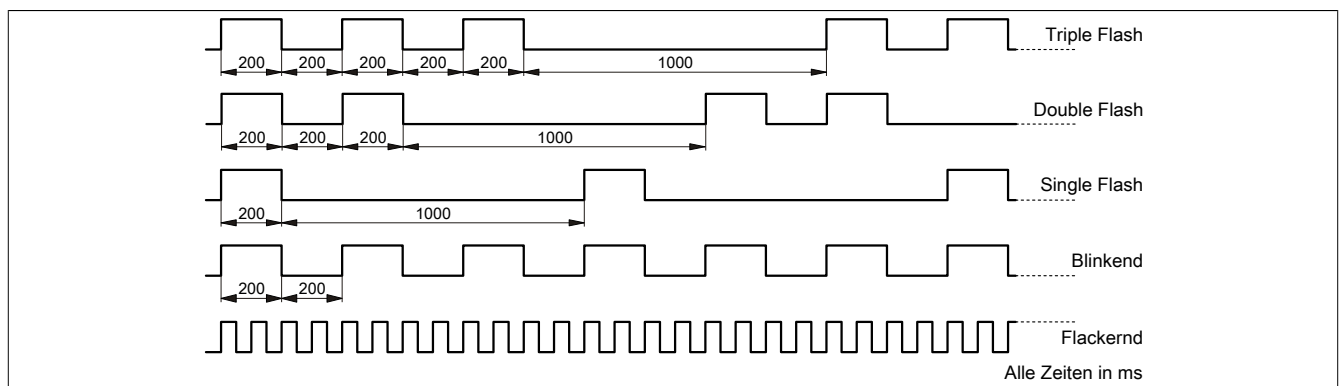 Triple Flash
200 200 200 200 200 1000
Double Flash
200 200 200 1000
Single Flash
200 1000
Blinkend
200 200
Flackernd
Alle Zeiten in ms